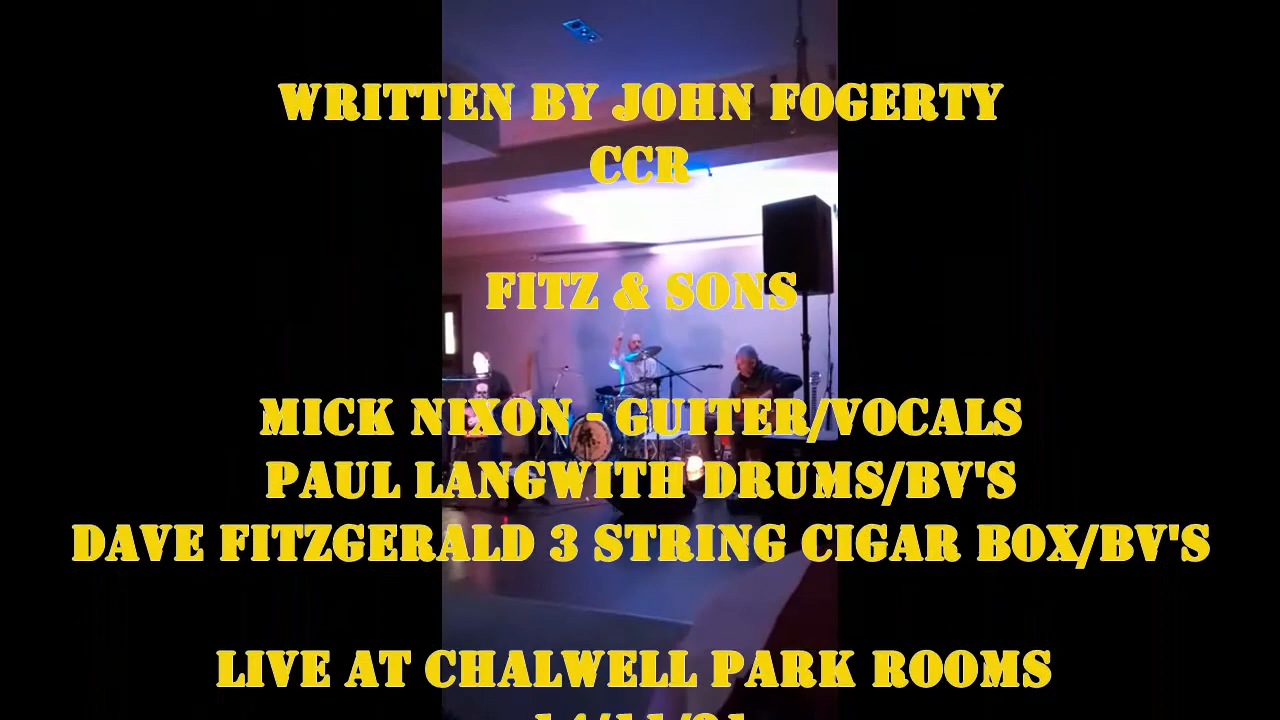 WRITTEN BY JOHN FOGERTY
CCR
FITZ & SONS
MICK NIXON - GUITER/VOCALS
PAUL LANGWITH DRUMS/BV'S
DAVE FITZGERALD 3 STRING CIGAR BOX/BV'S
LIVE AT CHALWELL PARK ROOMS